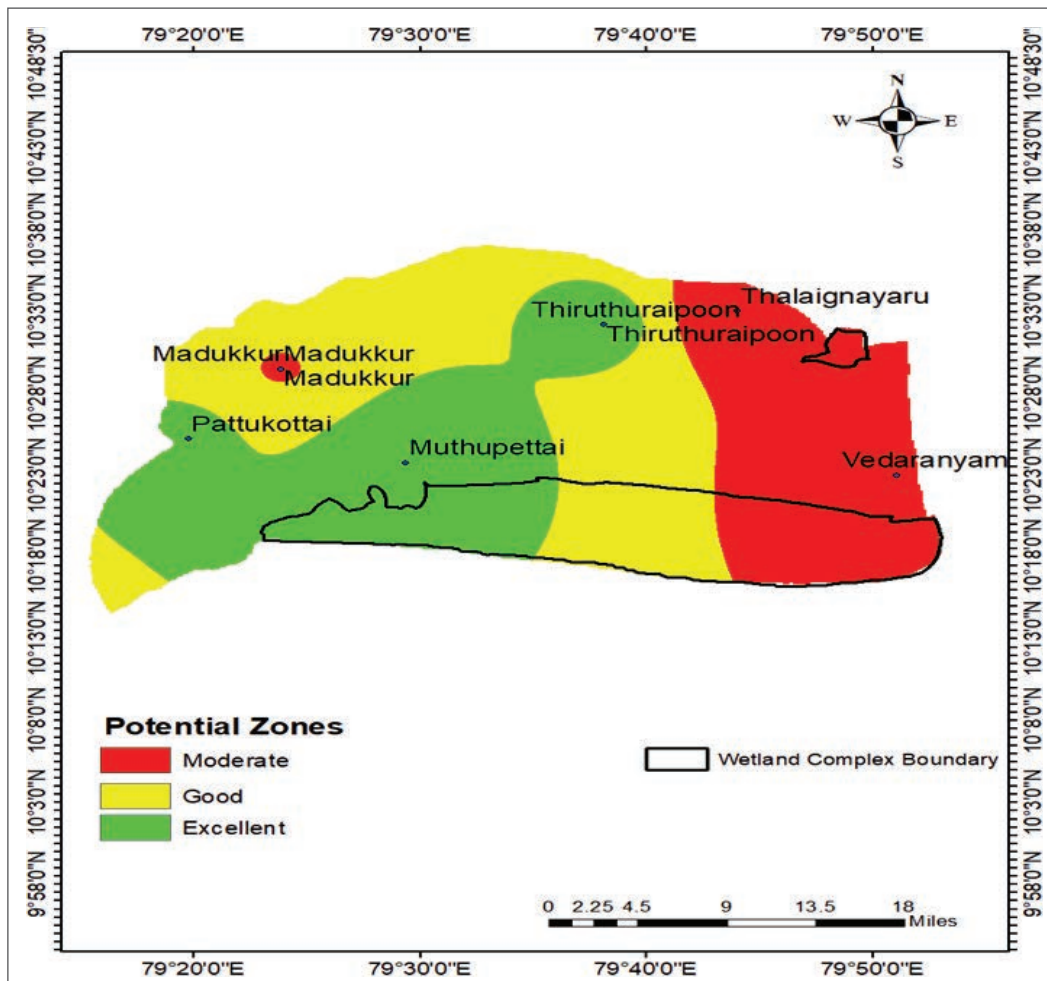 79°20'0"E 79°30'0"E 79°40'0"E 79°50'0"E
10°48'30"
10°43'0"N
10°38'0"N
10°33'0"N
10°28'0"N
10°23'0"N
10°18'0"N
10°13'0"N
10°8'0"N
10°30'0"N
9°58'0"N
N
W E
S
Thalaignayaru
Thiruthuraipoon
Thiruthuraipoon
MadukkurMadukkur
Madukkur
Pattukottai
Muthupettai
Vedaranyam
Potential Zones
Moderate
Good
Excellent
Wetland Complex Boundary
0 2.25 4.5 9 13.5 18
Miles
10°48'30"
10°43'0"N
10°38'0"N
10°33'0"N
10°28'0"N
10°23'0"N
10°18'0"N
10°13'0"N
10°8'0"N
10°30'0"N
9°58'0"N
79°20'0"E 79°30'0"E 79°40'0"E 79°50'0"E